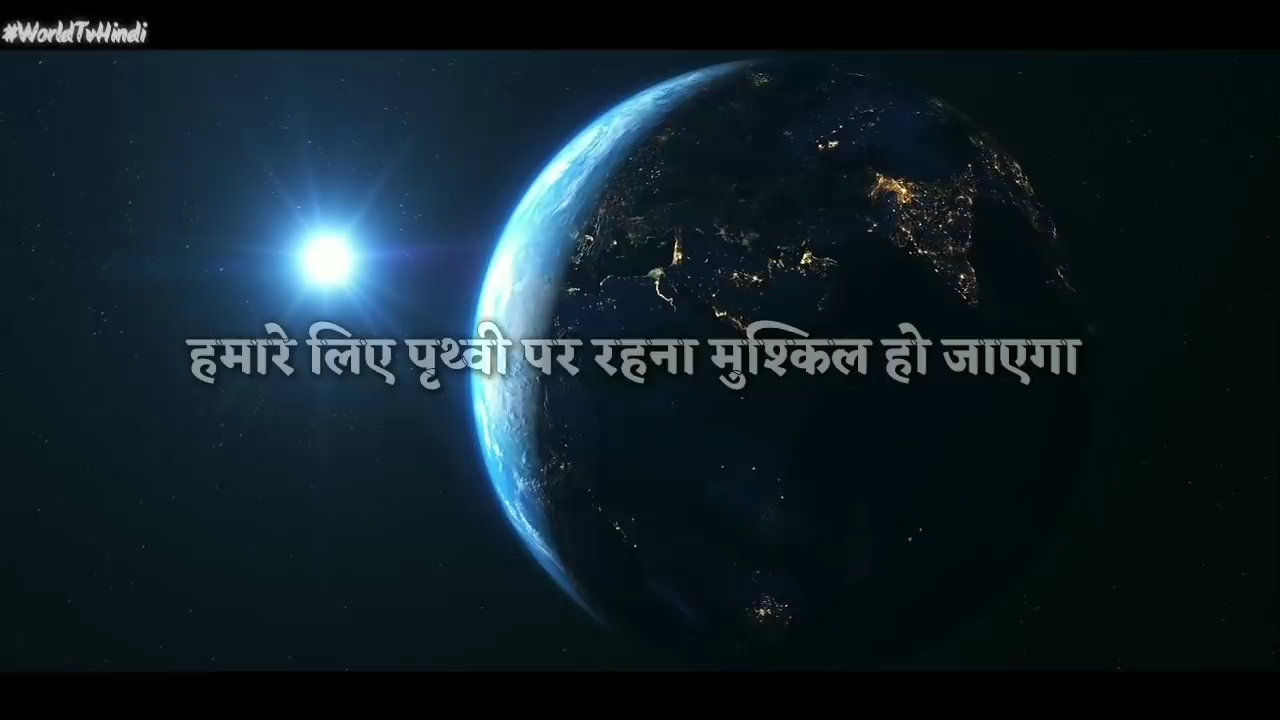 #WorldTvHindi
हमारे लिए पृथ्वी पर रहना मुश्किल हो जाएगा